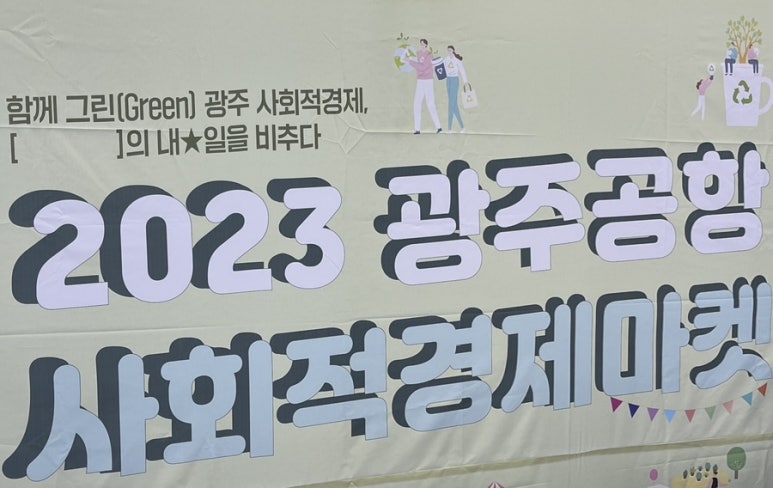 함께 그린(Green) 광주 사회적경제,
[ ]의 내★일을 비추다
2023 광주공항
사회적경제마켓